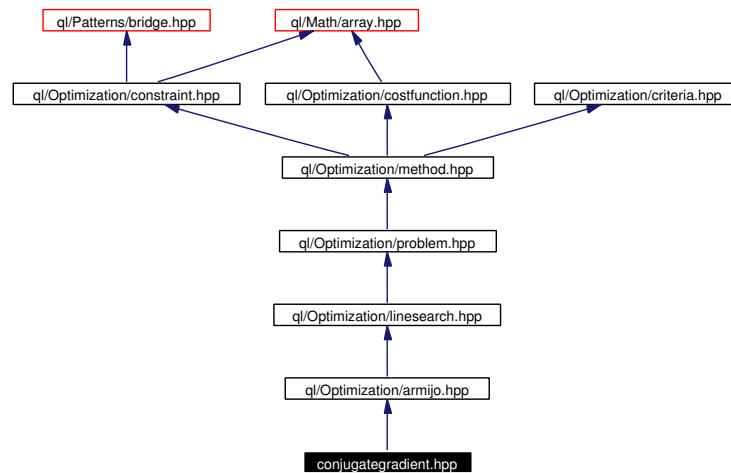 ql/Patterns/bridge.hpp
ql/Math/array.hpp
ql/Optimization/constraint.hpp
ql/Optimization/costfunction.hpp
ql/Optimization/criteria.hpp
ql/Optimization/method.hpp
ql/Optimization/problem.hpp
ql/Optimization/linesearch.hpp
ql/Optimization/armijo.hpp
conjugategradient.hpp